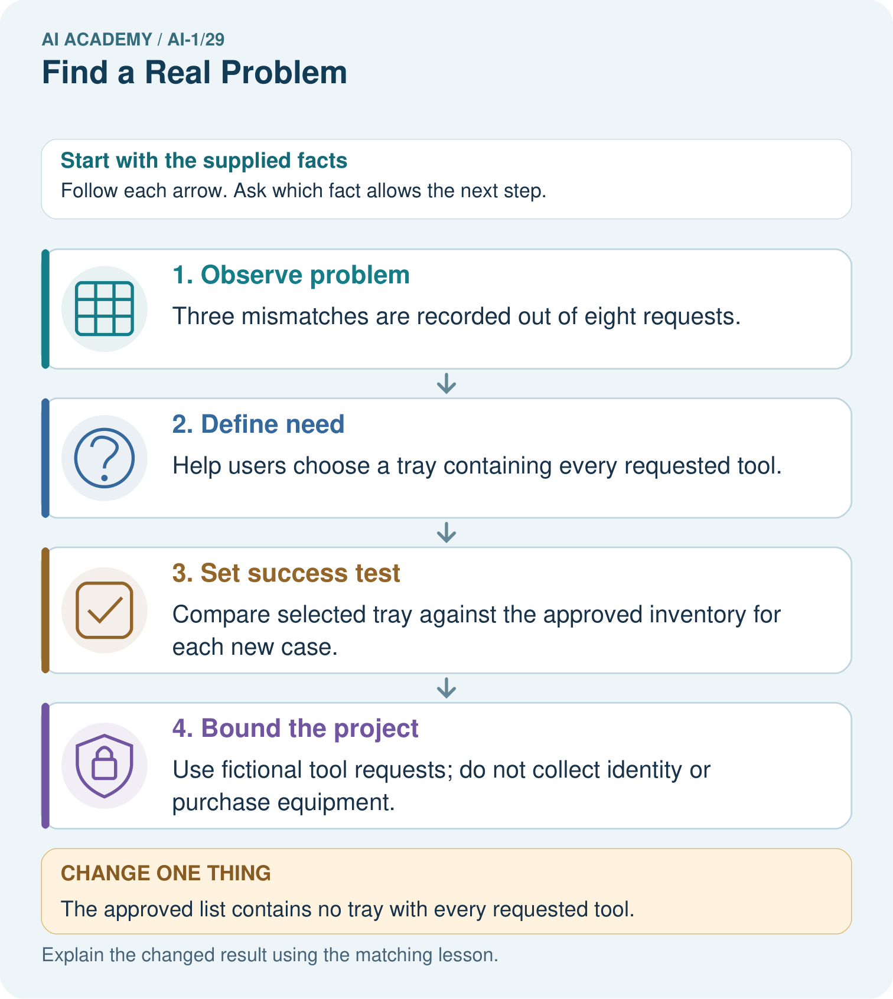 AI ACADEMY / AI-1/29
Find a Real Problem
Start with the supplied facts
Follow each arrow. Ask which fact allows the next step.
1. Observe problem
Three mismatches are recorded out of eight requests.
2. Define need
Help users choose a tray containing every requested tool.
3. Set success test
Compare selected tray against the approved inventory for
each new case.
4. Bound the project
Use fictional tool requests; do not collect identity or
purchase equipment.
CHANGE ONE THING
The approved list contains no tray with every requested tool.
Explain the changed result using the matching lesson.